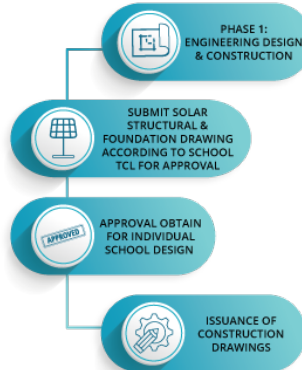 PHASE 1:
ENGINEERING DESIGN
& CONSTRUCTION
SUBMIT SOLAR
STRUCTURAL &
FOUNDATION DRAWING
ACCORDING TO SCHOOL
TCL FOR APPROVAL
APPROVED
APPROVAL OBTAIN
FOR INDIVIDUAL
SCHOOL DESIGN
ISSUANCE OF
CONSTRUCTION
DRAWINGS